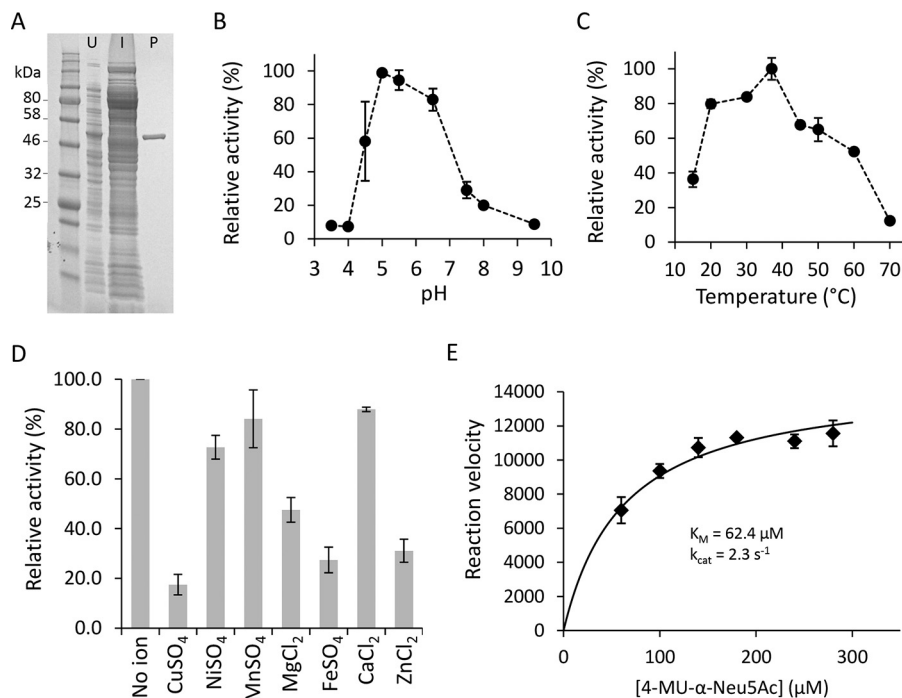 A
U I P
kDa
80
58
46
32
25
B
Relative activity (%)
100
80
60
40
20
0
3 4 5 6 7 8 9 10
pH
C
Relative activity (%)
100
80
60
40
20
0
10 20 30 40 50 60 70
Temperature (°C)
D
Relative activity (%)
100.0
80.0
60.0
40.0
20.0
0.0
No ion
CuSO4
NiSO4
MnSO4
MgCl2
FeSO4
CaCl2
ZnCl2
E
Reaction velocity
14000
12000
10000
8000
6000
4000
2000
0
KM = 62.4 µM
kcat = 2.3 s-1
0 100 200 300
[4-MU-α-Neu5Ac] (µM)